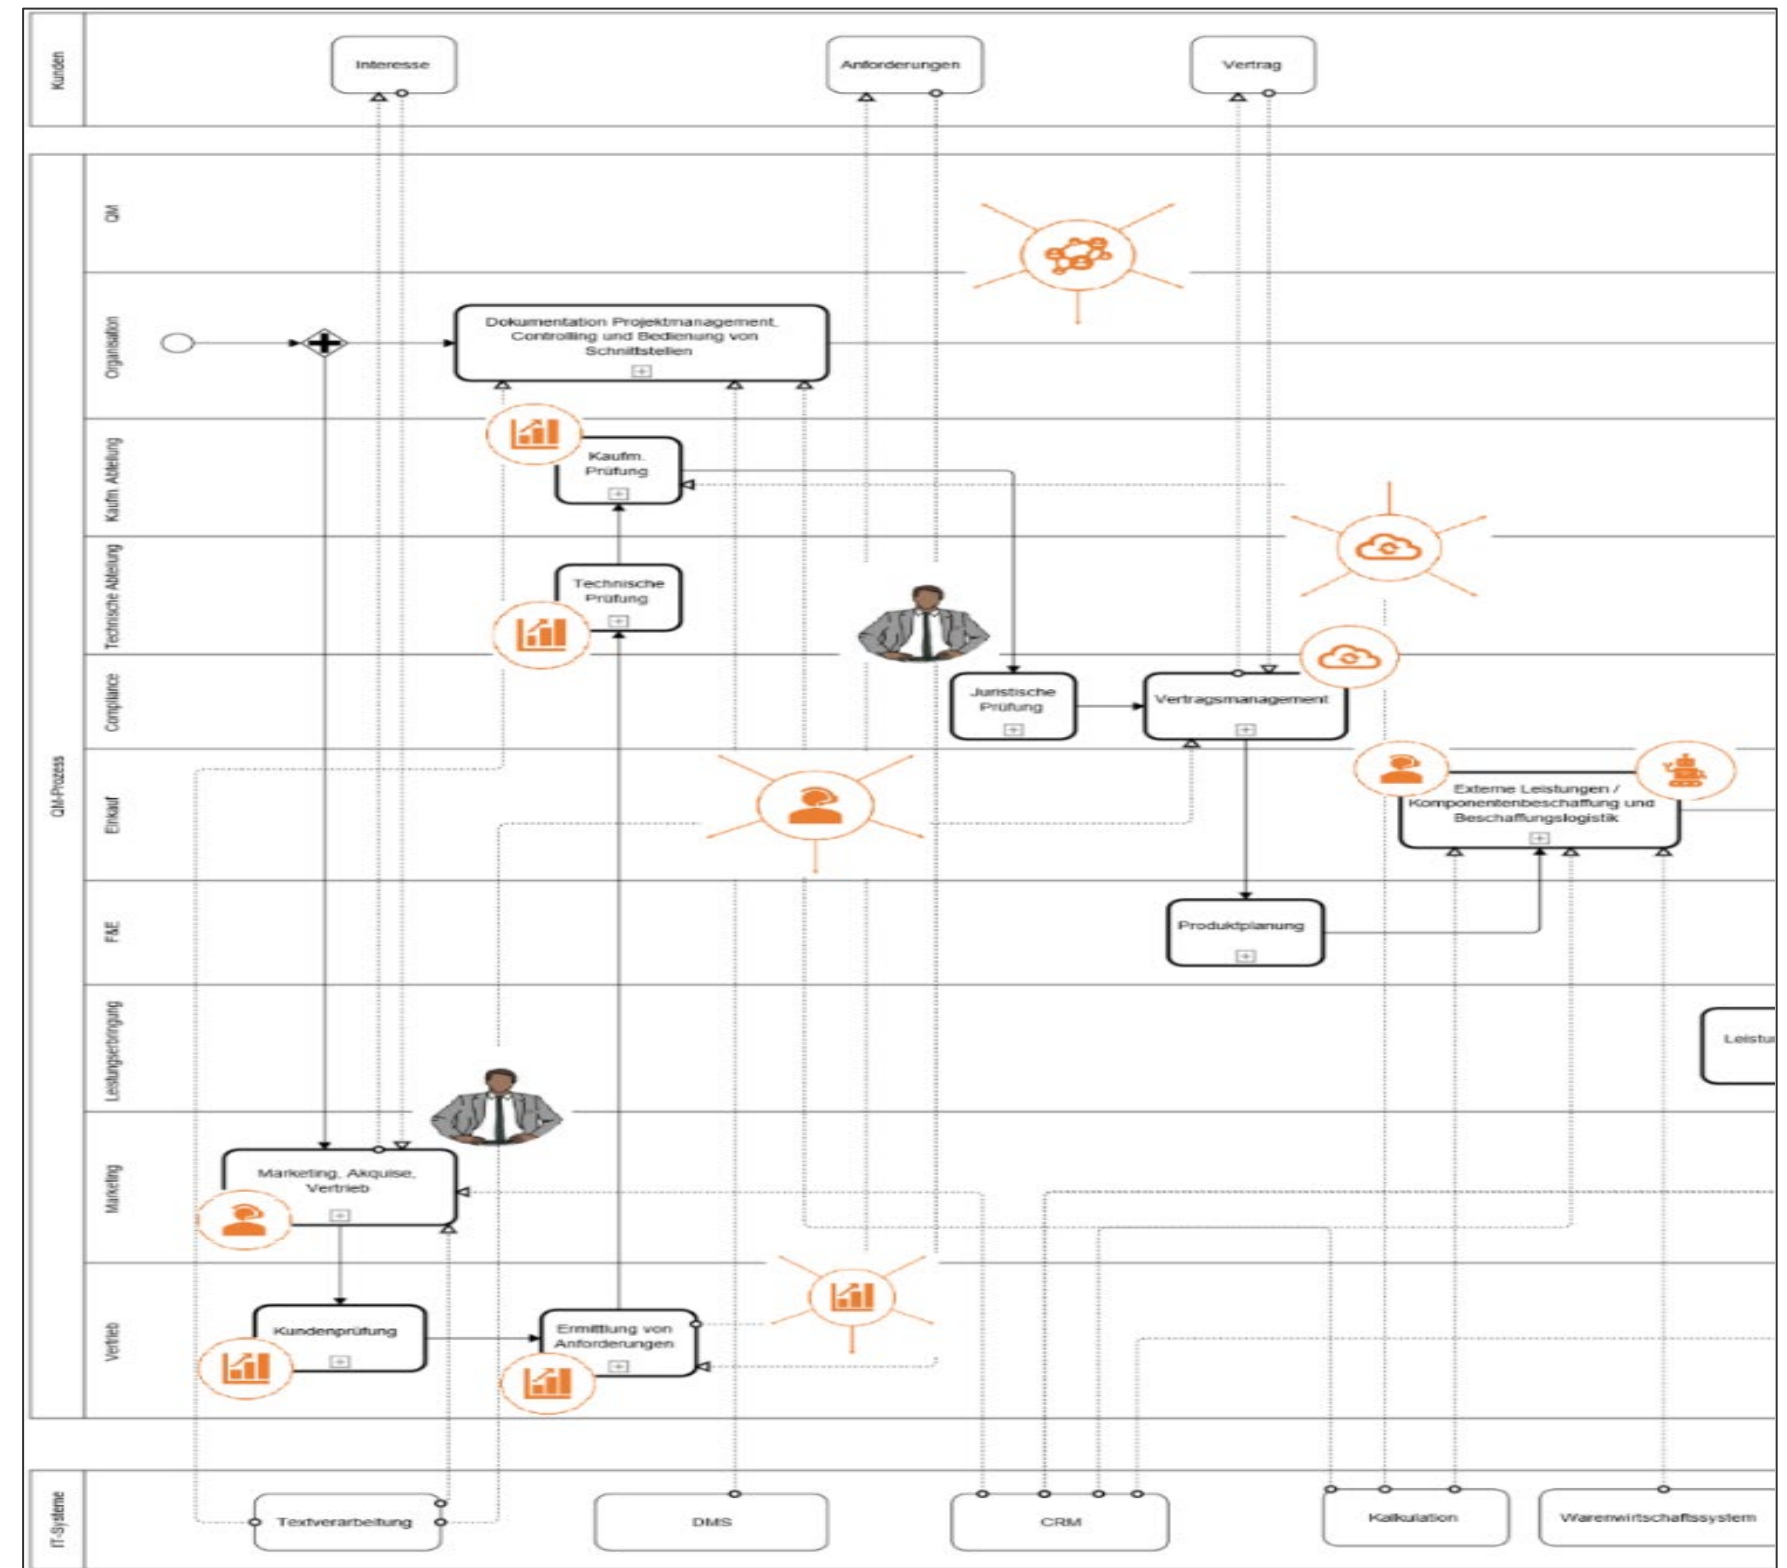 Kunden
Interesse
Anforderungen
Vertrag
QM-Prozess
QM
Organisation
Dokumentation Projektmanagement,
Controlling und Bedienung von
Schnittstellen
Kaufm. Abteilung
Kaufm.
Prüfung
Technische Abteilung
Technische
Prüfung
Compliance
Juristische
Prüfung
Vertragsmanagement
Einkauf
Externe Leistungen /
Komponentenbeschaffung und
Beschaffungslogistik
F&E
Produktplanung
Leistungserbringung
Leistu
Marketing
Marketing, Akquise,
Vertrieb
Vertrieb
Kundenprüfung
Ermittlung von
Anforderungen
IT-Systeme
Textverarbeitung
DMS
CRM
Kalkulation
Warenwirtschaftssystem